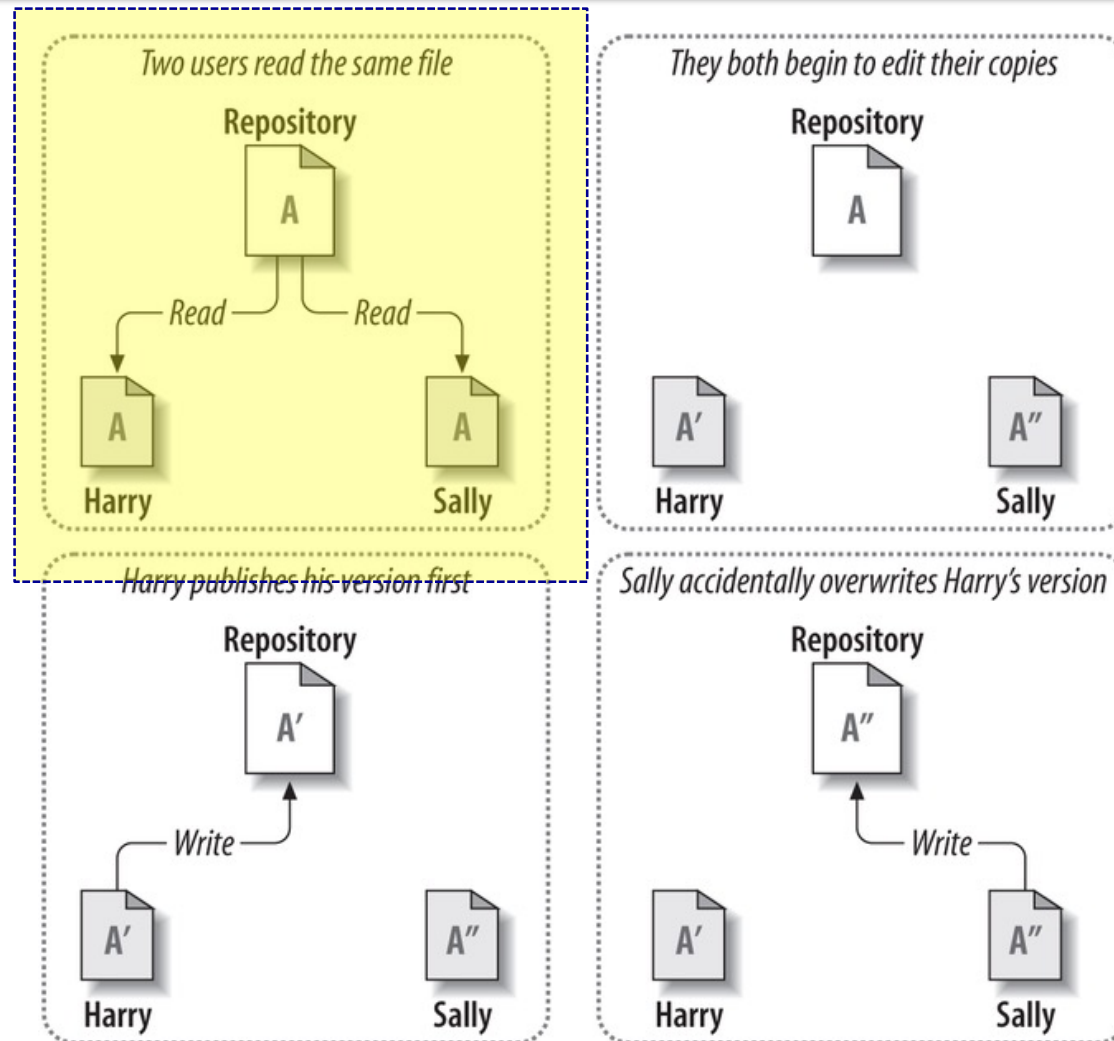 Two users read the same file
Repository
A
Read
Read
A
A
Harry
Sally
They both begin to edit their copies
Repository
A
A′
A″
Harry
Sally
Harry publishes his version first
Repository
A′
Write
A′
A″
Harry
Sally
Sally accidentally overwrites Harry’s version
Repository
A″
Write
A′
A″
Harry
Sally